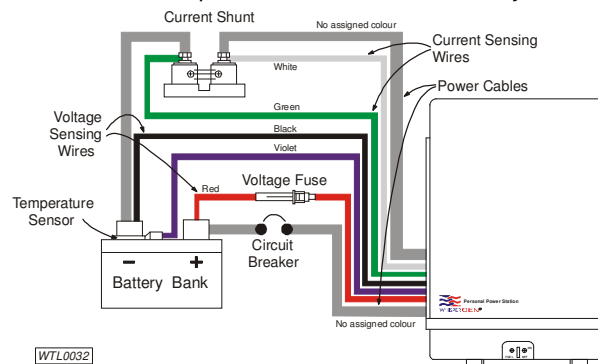 Current Shunt
No assigned colour
Current Sensing
Wires
White
Power Cables
Green
Voltage
Sensing
Wires
Black
Violet
Red
Voltage Fuse
Temperature
Sensor
Circuit
Breaker
− +
Battery Bank
Personal Power Station
No assigned colour
WTL0032